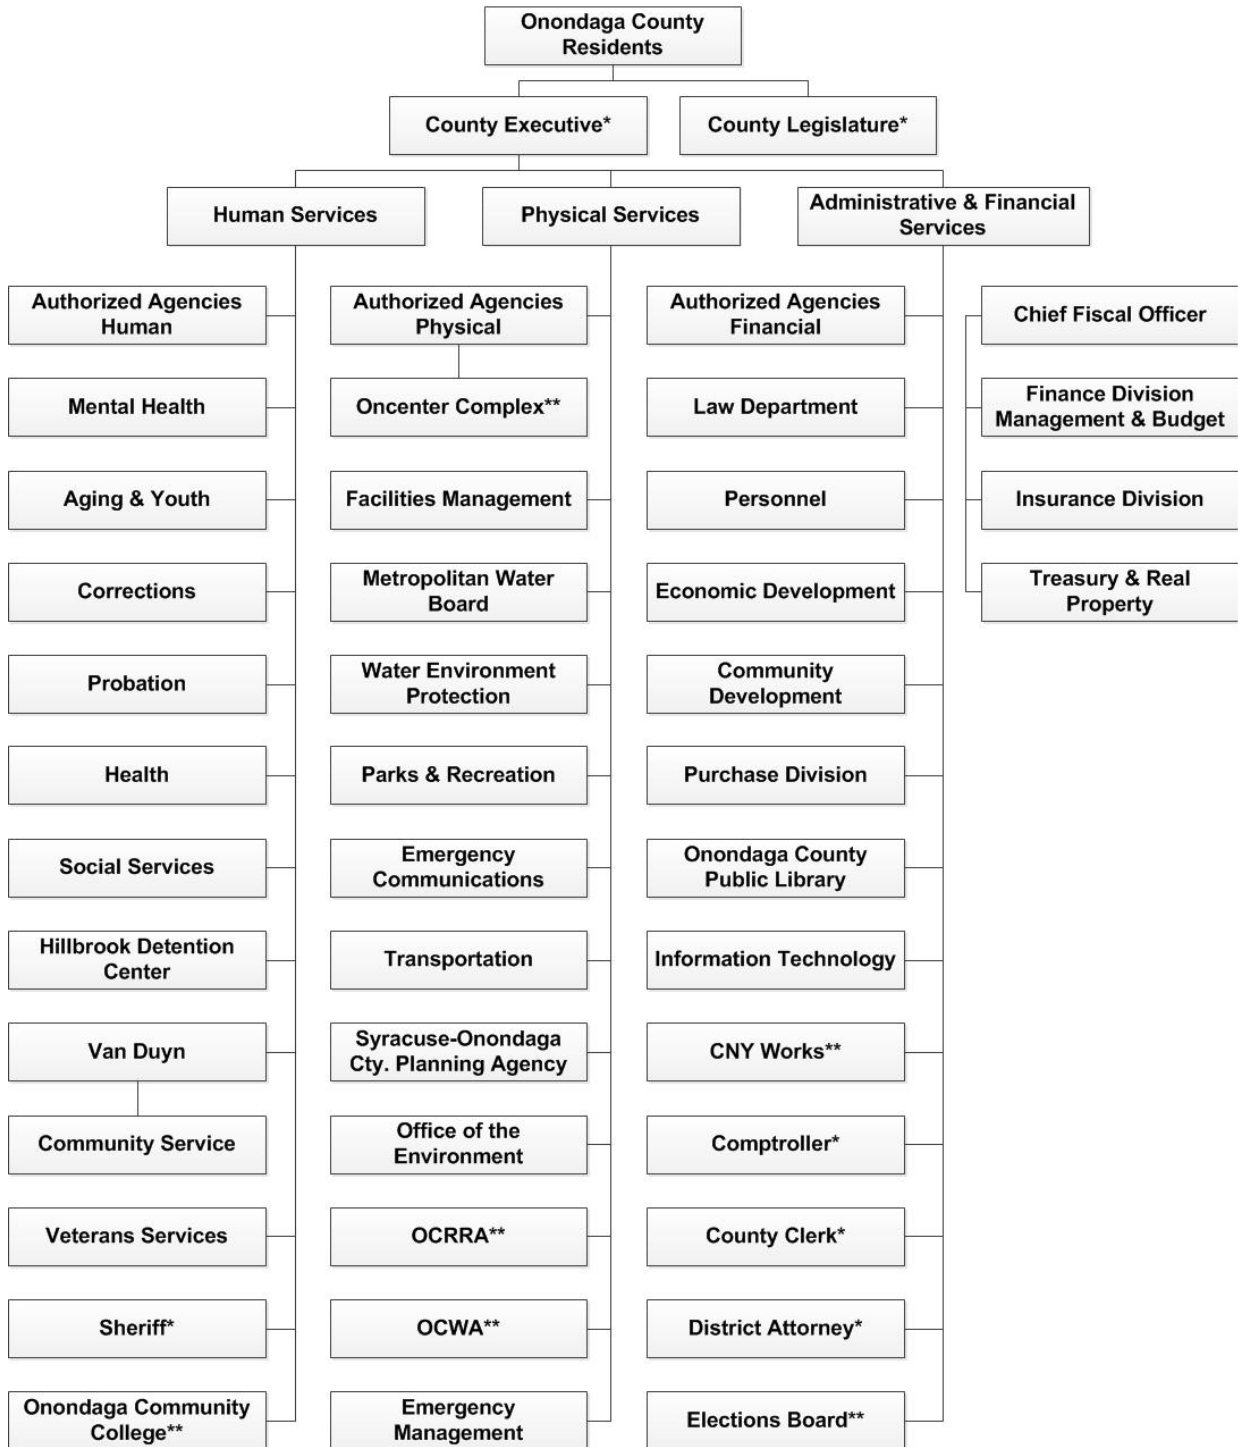 Onondaga County
Residents
County Executive*
County Legislature*
Human Services
Physical Services
Administrative & Financial
Services
Authorized Agencies
Human
Mental Health
Aging & Youth
Corrections
Probation
Health
Social Services
Hillbrook Detention
Center
Van Duyn
Community Service
Veterans Services
Sheriff*
Onondaga Community
College**
Authorized Agencies
Physical
Oncenter Complex**
Facilities Management
Metropolitan Water
Board
Water Environment
Protection
Parks & Recreation
Emergency
Communications
Transportation
Syracuse-Onondaga
Cty. Planning Agency
Office of the
Environment
OCRRA**
OCWA**
Emergency
Management
Authorized Agencies
Financial
Law Department
Personnel
Economic Development
Community
Development
Purchase Division
Onondaga County
Public Library
Information Technology
CNY Works**
Comptroller*
County Clerk*
District Attorney*
Elections Board**
Chief Fiscal Officer
Finance Division
Management & Budget
Insurance Division
Treasury & Real
Property